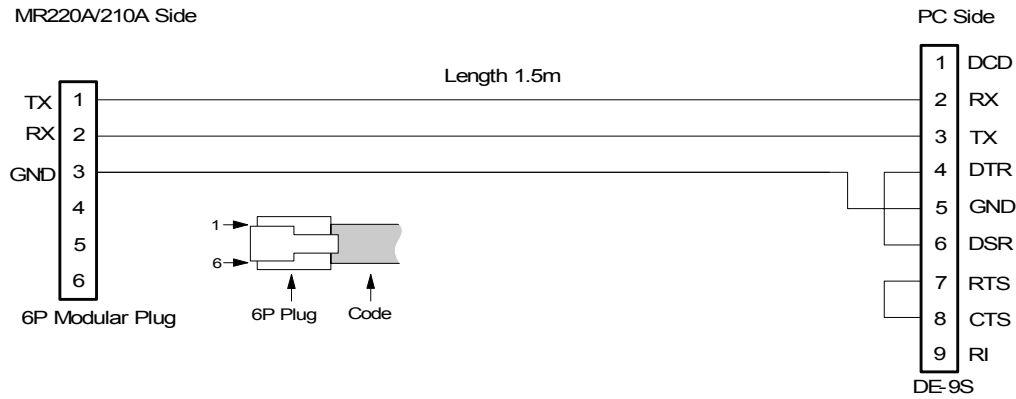 MR220A/210A Side
PC Side
Length 1.5m
1 DCD
TX 1
2 RX
RX 2
3 TX
GND 3
4 DTR
4
5 GND
1
5
6 DSR
6
6
7 RTS
6P Modular Plug
6P Plug
Code
8 CTS
9 RI
DE-9S